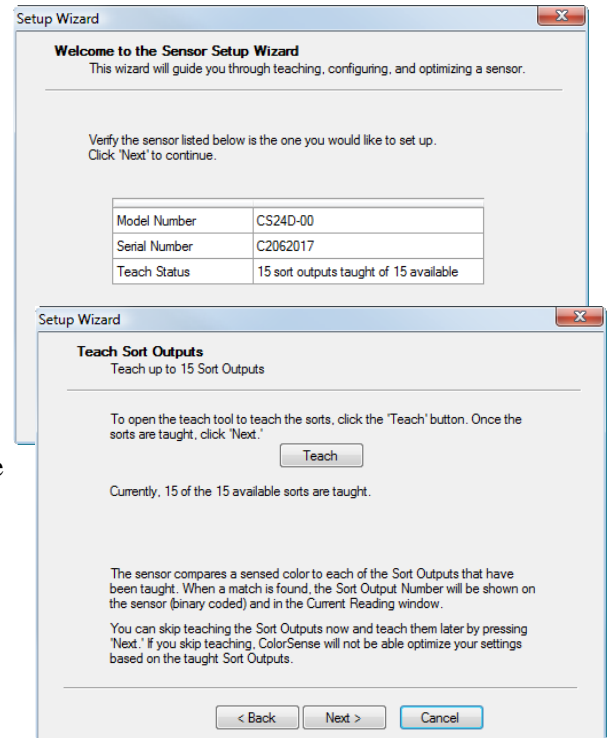 Setup Wizard
Welcome to the Sensor Setup Wizard
This wizard will guide you through teaching, configuring, and optimizing a sensor.
Verify the sensor listed below is the one you would like to set up.
Click 'Next' to continue.
Model Number CS24D-00
Serial Number C2062017
Teach Status 15 sort outputs taught of 15 available
Setup Wizard
Teach Sort Outputs
Teach up to 15 Sort Outputs
To open the teach tool to teach the sorts, click the 'Teach' button. Once the
sorts are taught, click 'Next.'
Teach
Currently, 15 of the 15 available sorts are taught.
The sensor compares a sensed color to each of the Sort Outputs that have
been taught. When a match is found, the Sort Output Number will be shown on
the sensor (binary coded) and in the Current Reading window.
You can skip teaching the Sort Outputs now and teach them later by pressing
'Next.' If you skip teaching, ColorSense will not be able optimize your settings
based on the taught Sort Outputs.
< Back Next > Cancel